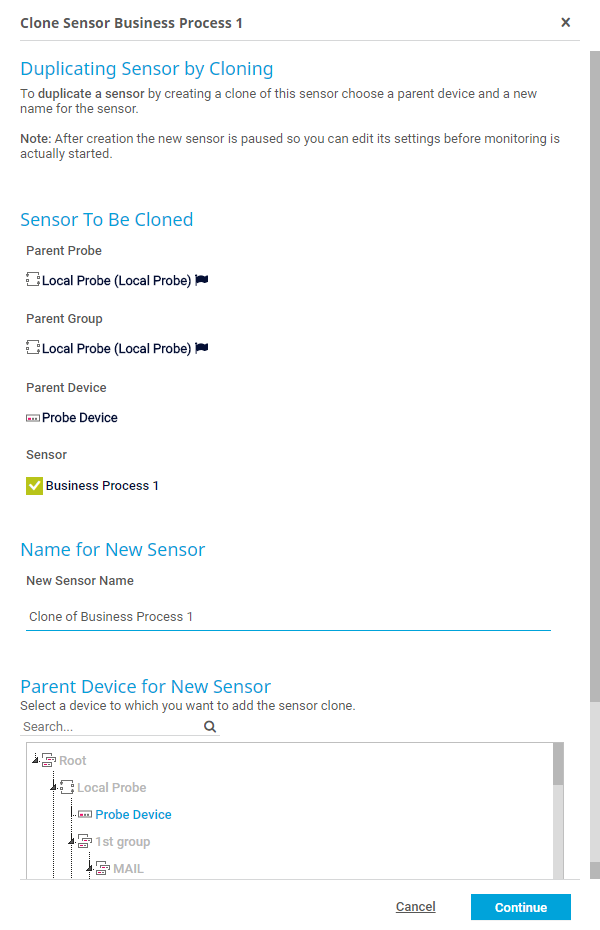 Clone Sensor Business Process 1
Duplicating Sensor by Cloning
To duplicate a sensor by creating a clone of this sensor choose a parent device and a new
name for the sensor.
Note: After creation the new sensor is paused so you can edit its settings before monitoring is
actually started.
Sensor To Be Cloned
Parent Probe
Local Probe (Local Probe)
Parent Group
Local Probe (Local Probe)
Parent Device
Probe Device
Sensor
Business Process 1
Name for New Sensor
New Sensor Name
Clone of Business Process 1
Parent Device for New Sensor
Select a device to which you want to add the sensor clone.
Search...
Root
Local Probe
Probe Device
1st group
MAIL
Cancel Continue